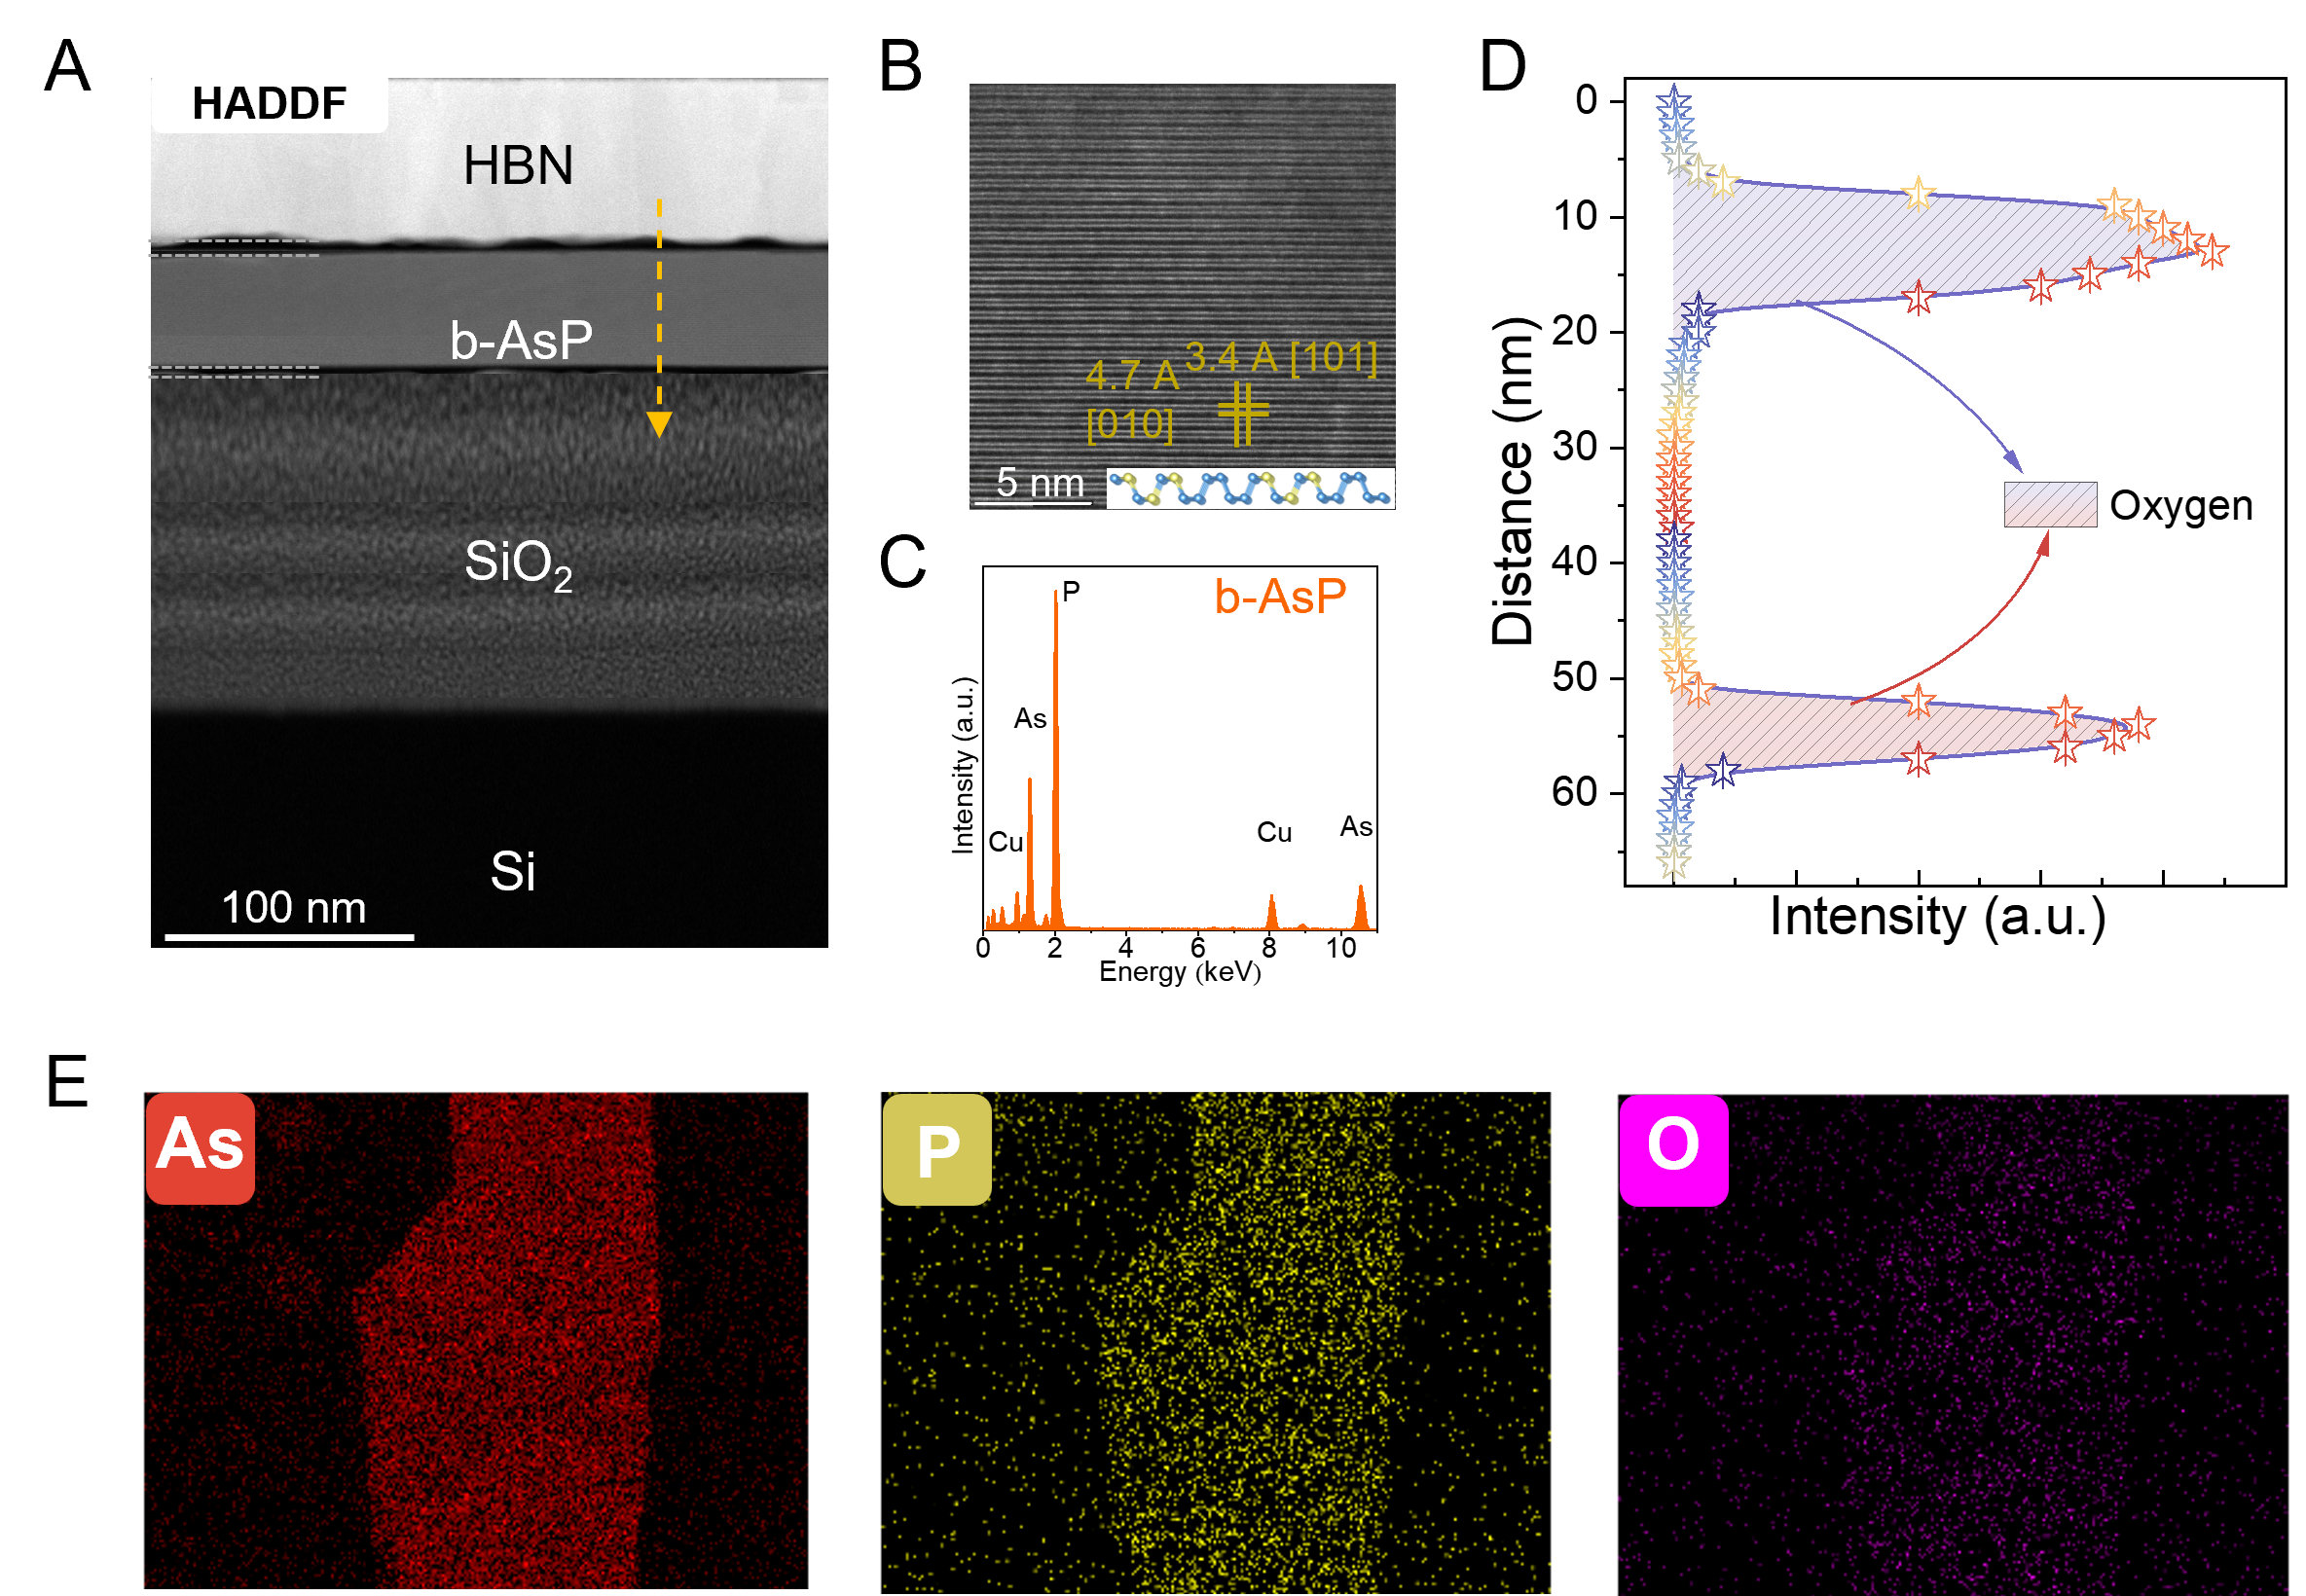 A
HADDF
HBN
b-AsP
SiO₂
Si
100 nm
B
4.7 A
3.4 A [101]
[010]
5 nm
C
b-AsP
P
As
Cu
Cu
As
Intensity (a.u.)
0 2 4 6 8 10
Energy (keV)
D
0
10
20
30
40
50
60
Distance (nm)
Oxygen
Intensity (a.u.)
E
As
P
O